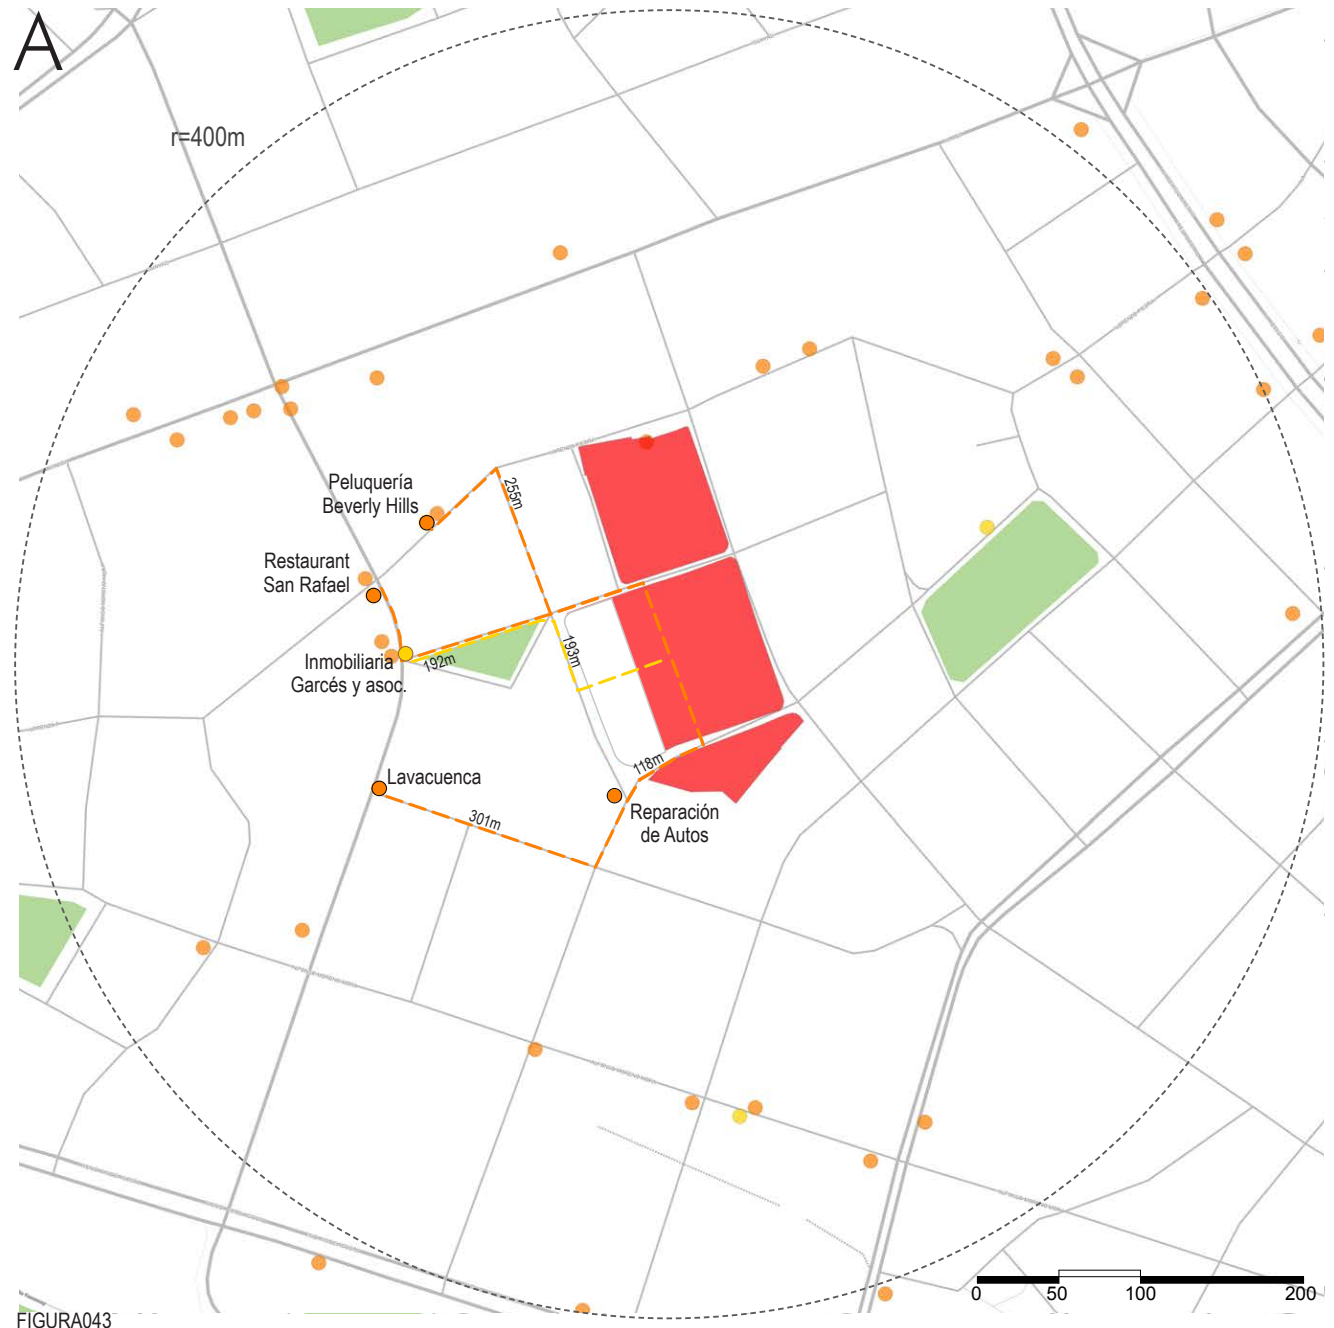 A
r=400m
Peluquería
Beverly Hills
255m
Restaurant
San Rafael
Inmobiliaria
Garcés y asoc.
192m
193m
118m
Lavacuenca
301m
Reparación
de Autos
0 50 100 200
FIGURA043